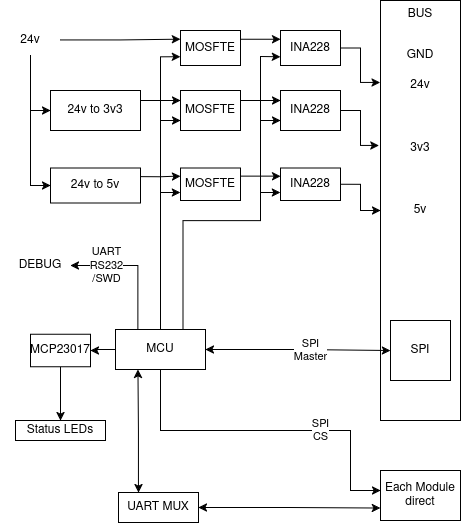 BUS
24v
MOSFTE
INA228
GND
24v
24v to 3v3
MOSFTE
INA228
3v3
24v to 5v
MOSFTE
INA228
5v
DEBUG
UART
RS232
/SWD
MCP23017
MCU
SPI
Master
SPI
Status LEDs
SPI
CS
UART MUX
Each Module
direct